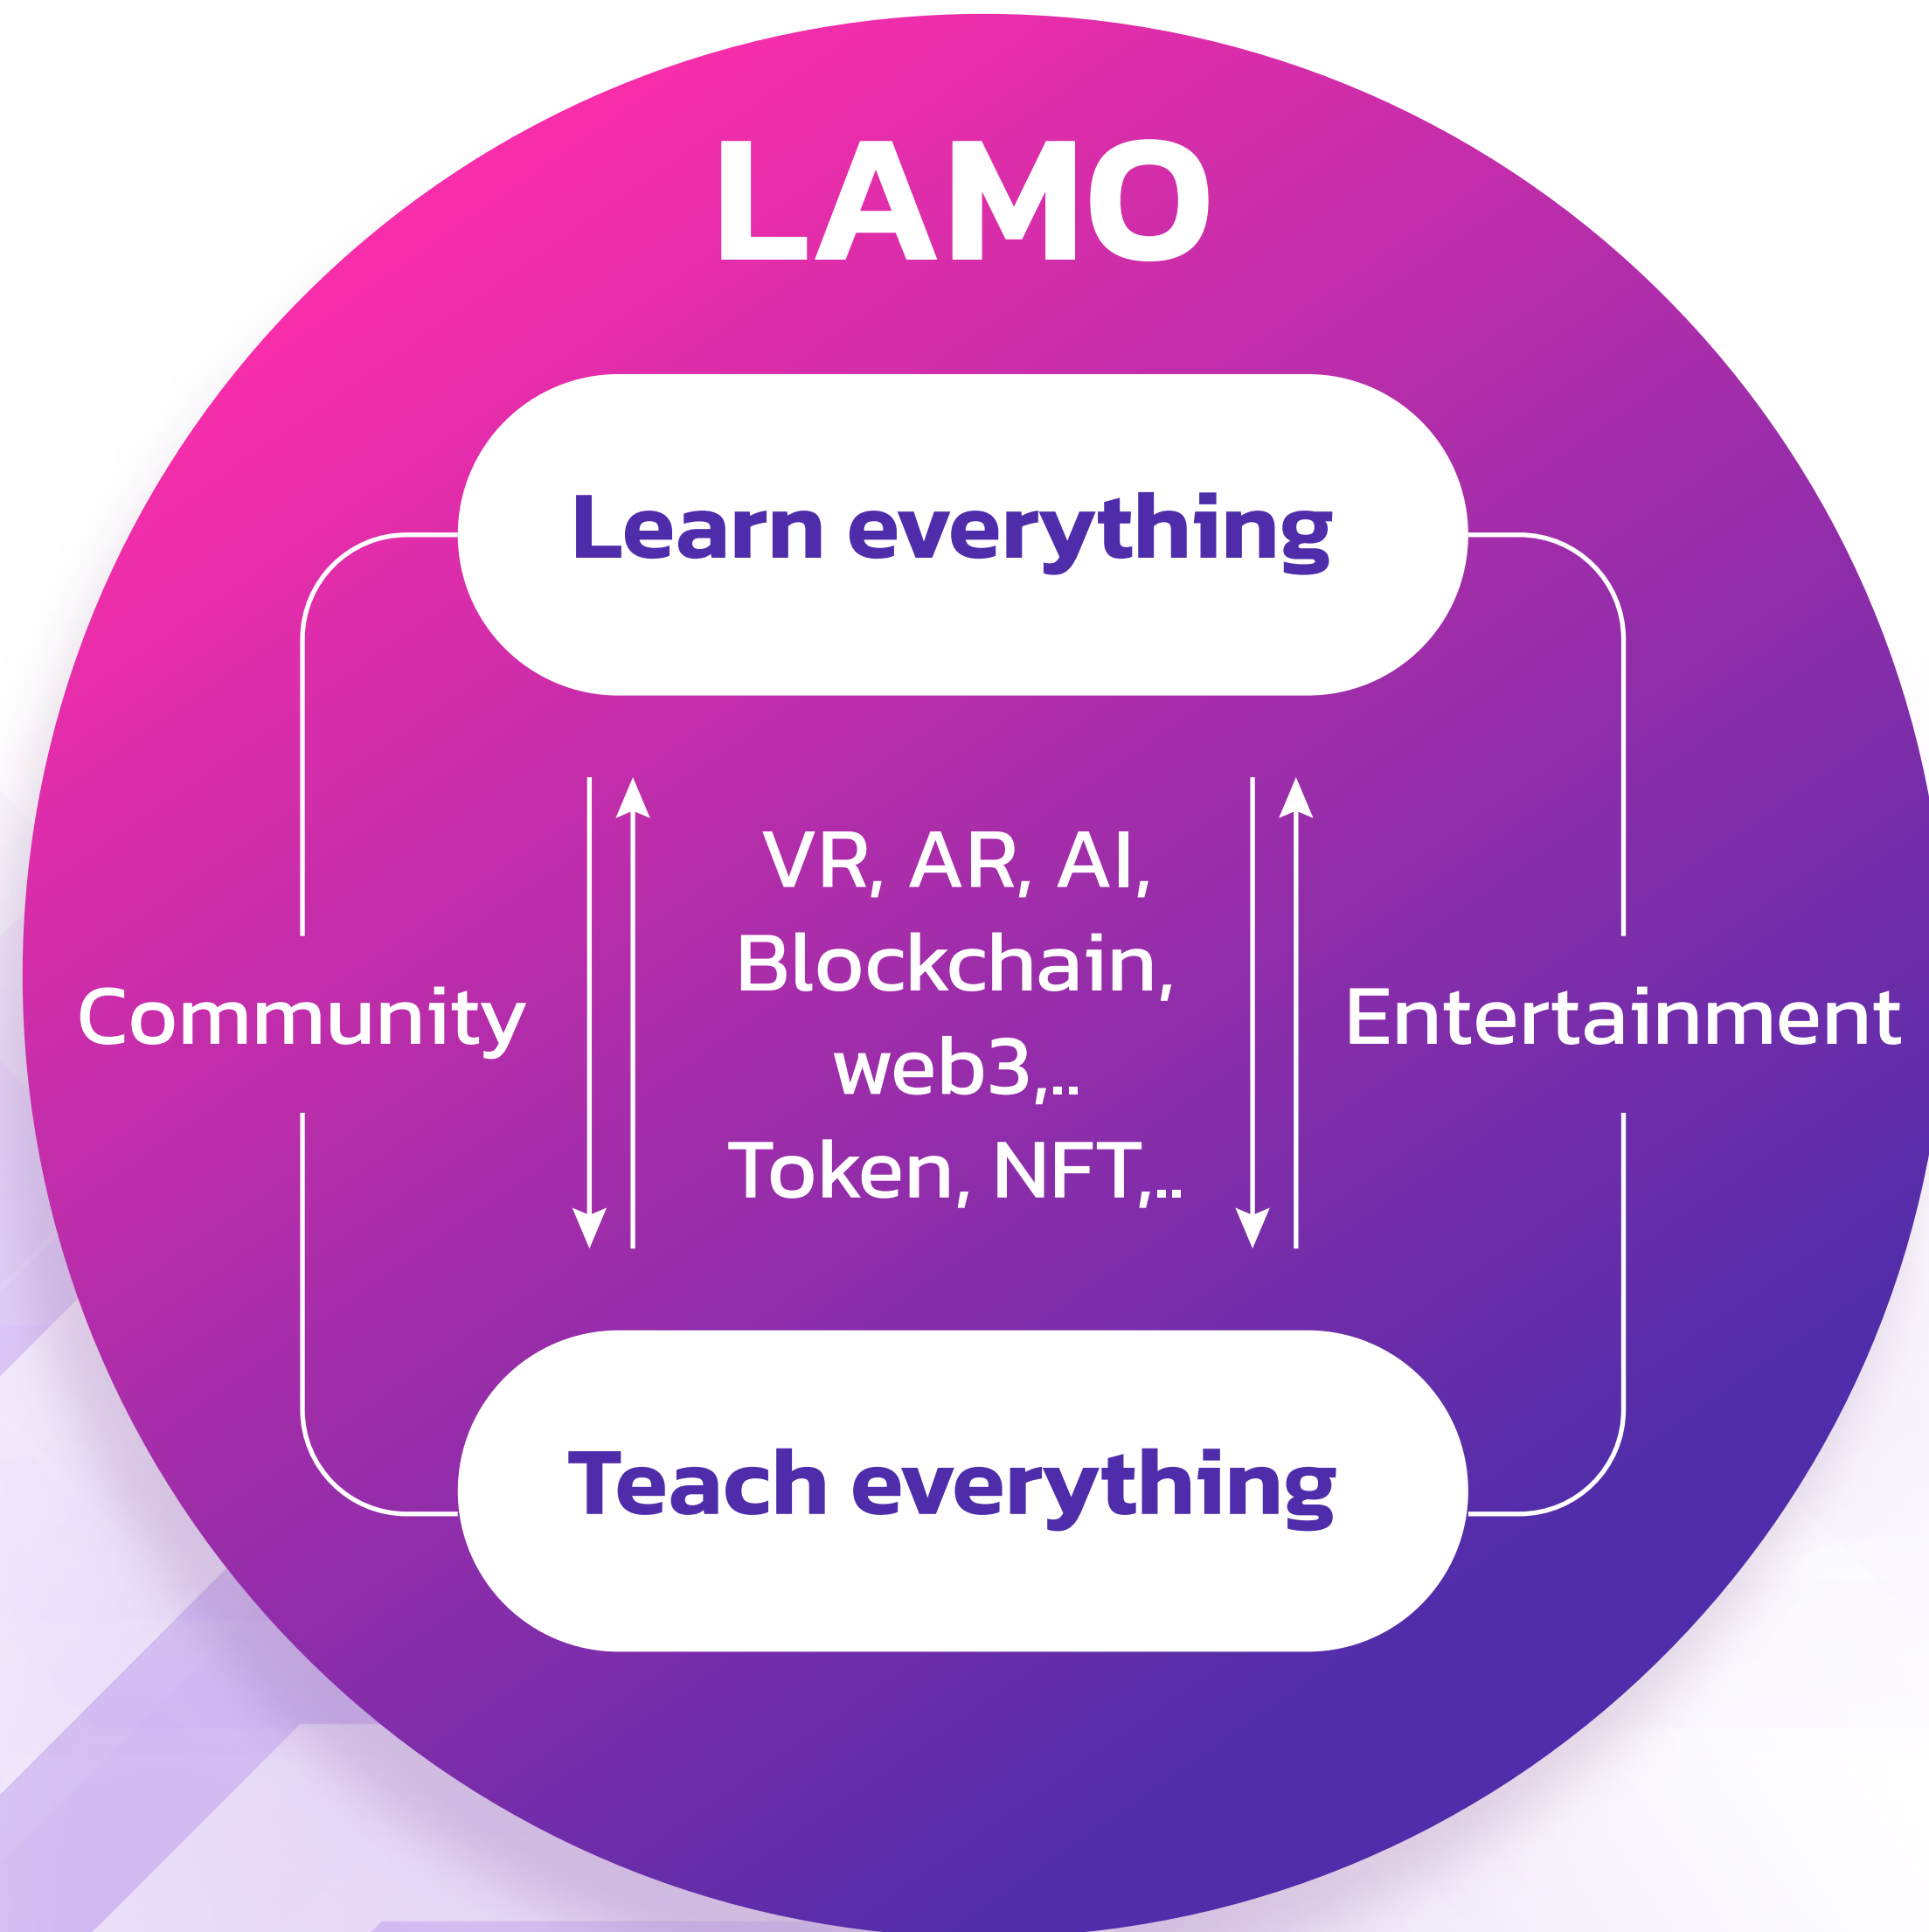 LAMO
Learn everything
VR, AR, AI,
Blockchain,
web3,..
Token, NFT,..
Community
Entertainment
Teach everything